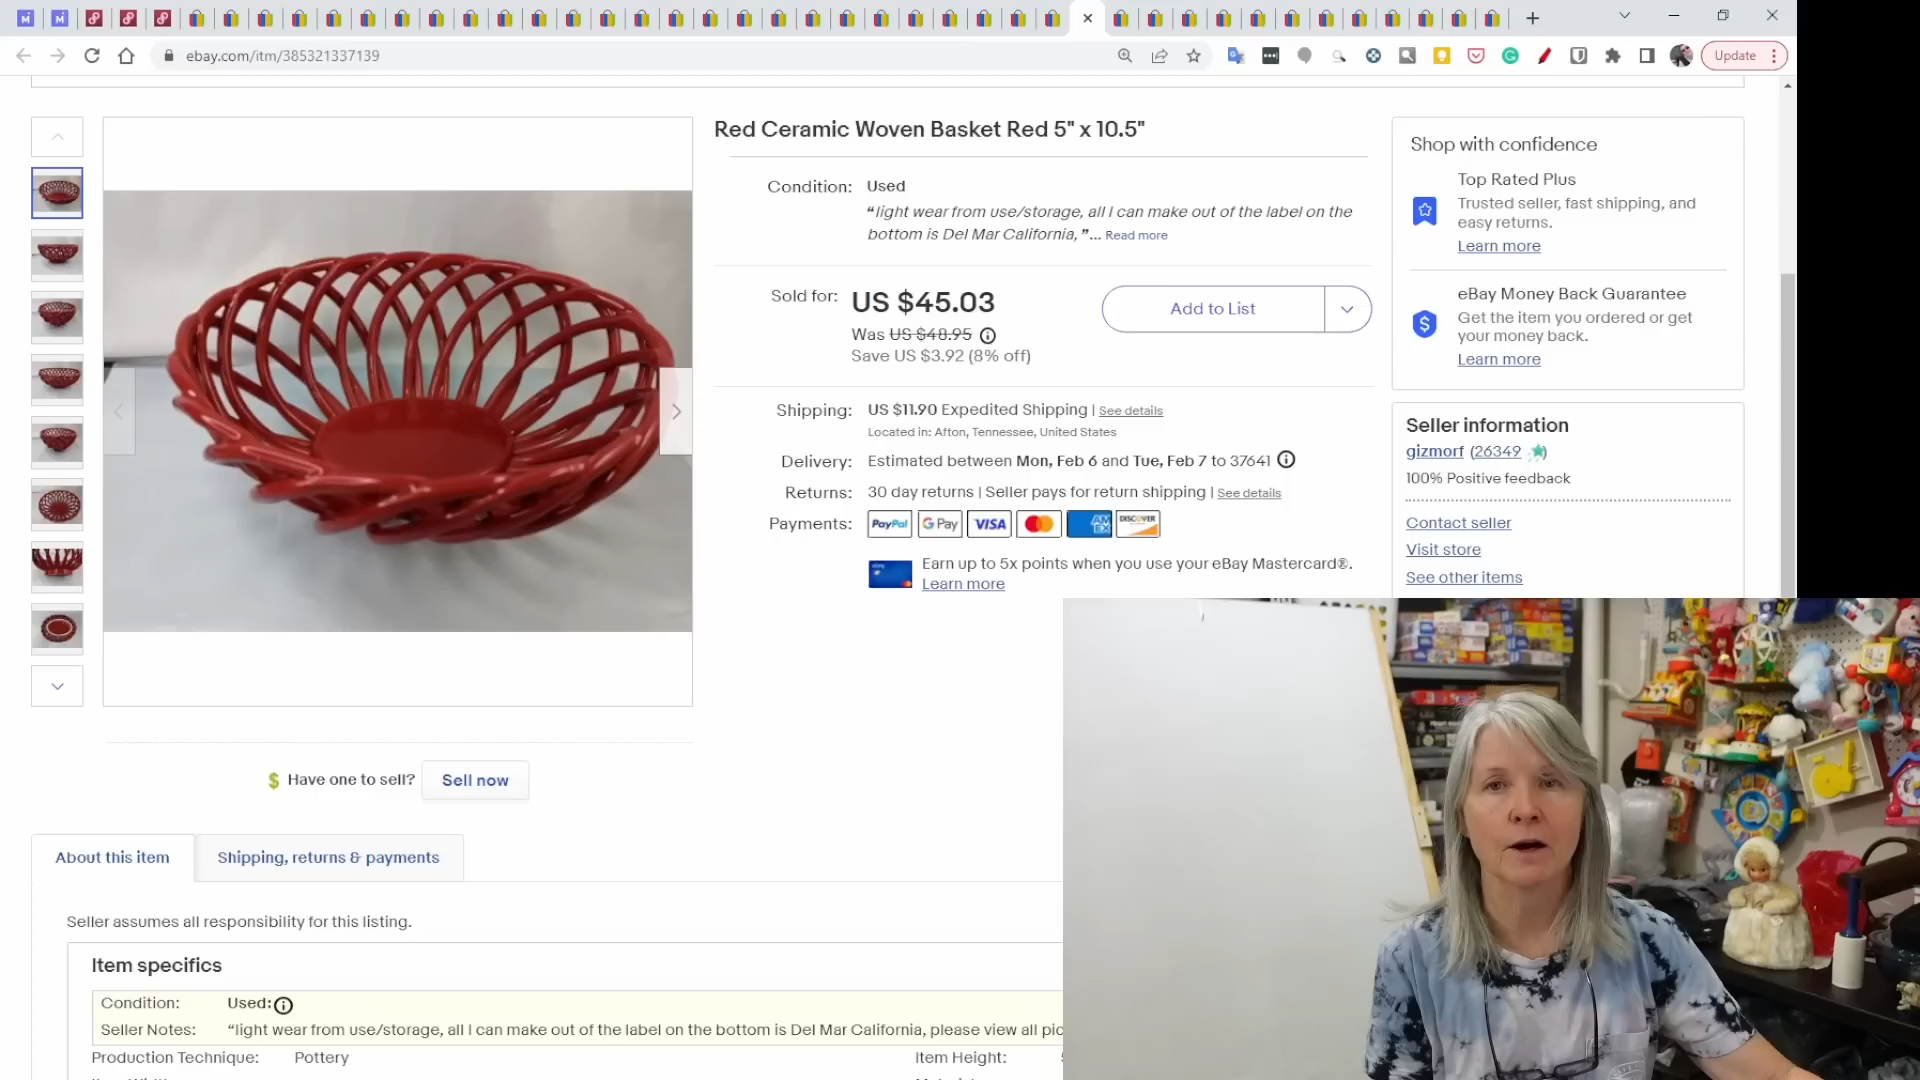 ebay.com/itm/385321337139
Update
Red Ceramic Woven Basket Red 5" x 10.5"
Condition: Used
“light wear from use/storage, all I can make out of the label on the
bottom is Del Mar California, ”... Read more
Sold for: US $45.03
Was US $48.95
Save US $3.92 (8% off)
Add to List
Shipping: US $11.90 Expedited Shipping | See details
Located in: Afton, Tennessee, United States
Delivery: Estimated between Mon, Feb 6 and Tue, Feb 7 to 37641
Returns: 30 day returns | Seller pays for return shipping | See details
Payments: PayPal G Pay VISA AMEX DISCOVER
Earn up to 5x points when you use your eBay Mastercard®.
Learn more
Shop with confidence
Top Rated Plus
Trusted seller, fast shipping, and
easy returns.
Learn more
eBay Money Back Guarantee
Get the item you ordered or get
your money back.
Learn more
Seller information
gizmorf (26349)
100% Positive feedback
Contact seller
Visit store
See other items
Have one to sell? Sell now
About this item
Shipping, returns & payments
Seller assumes all responsibility for this listing.
Item specifics
Condition: Used:
Seller Notes: “light wear from use/storage, all I can make out of the label on the bottom is Del Mar California, please view all
Production Technique: Pottery
Item Height: